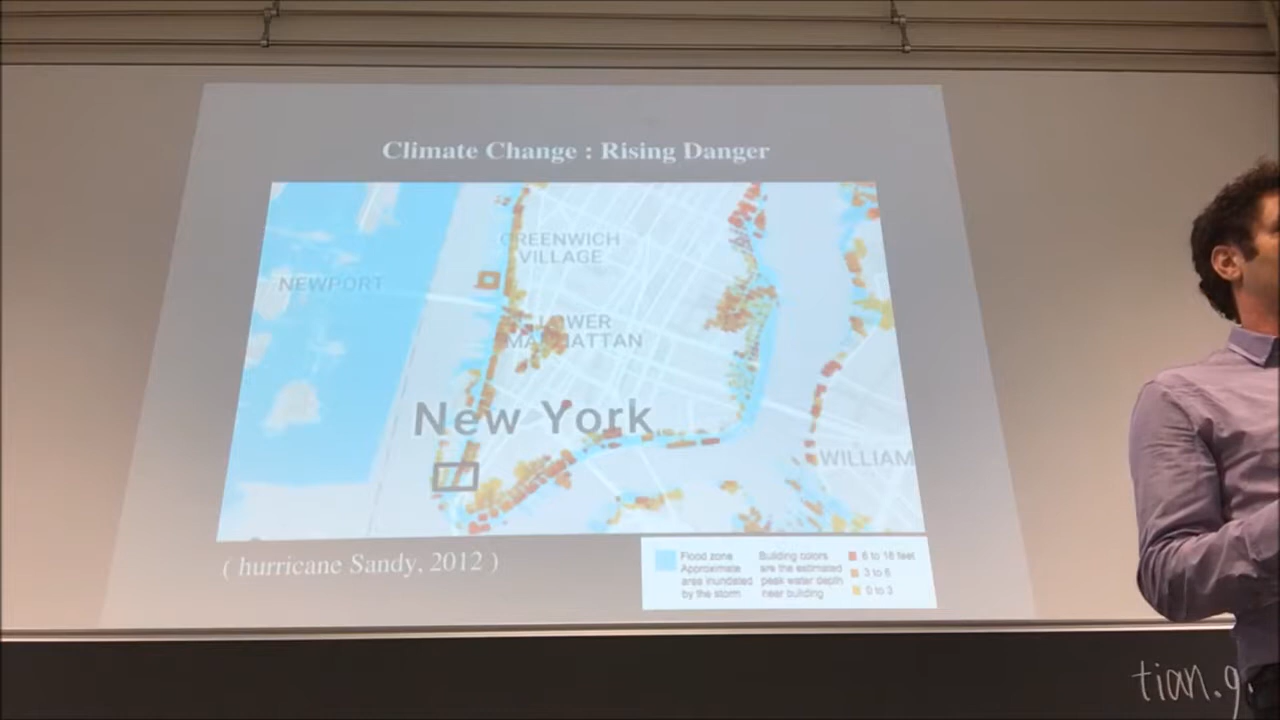 Climate Change : Rising Danger
GREENWICH
VILLAGE
NEWPORT
LOWER
MANHATTAN
New York
WILLIAM
( hurricane Sandy, 2012 )
Flood zone
Approximate
area inundated
by the storm
Building colors
are the estimated
peak water depth
near building
6 to 18 feet
3 to 6
0 to 3
tian.g.